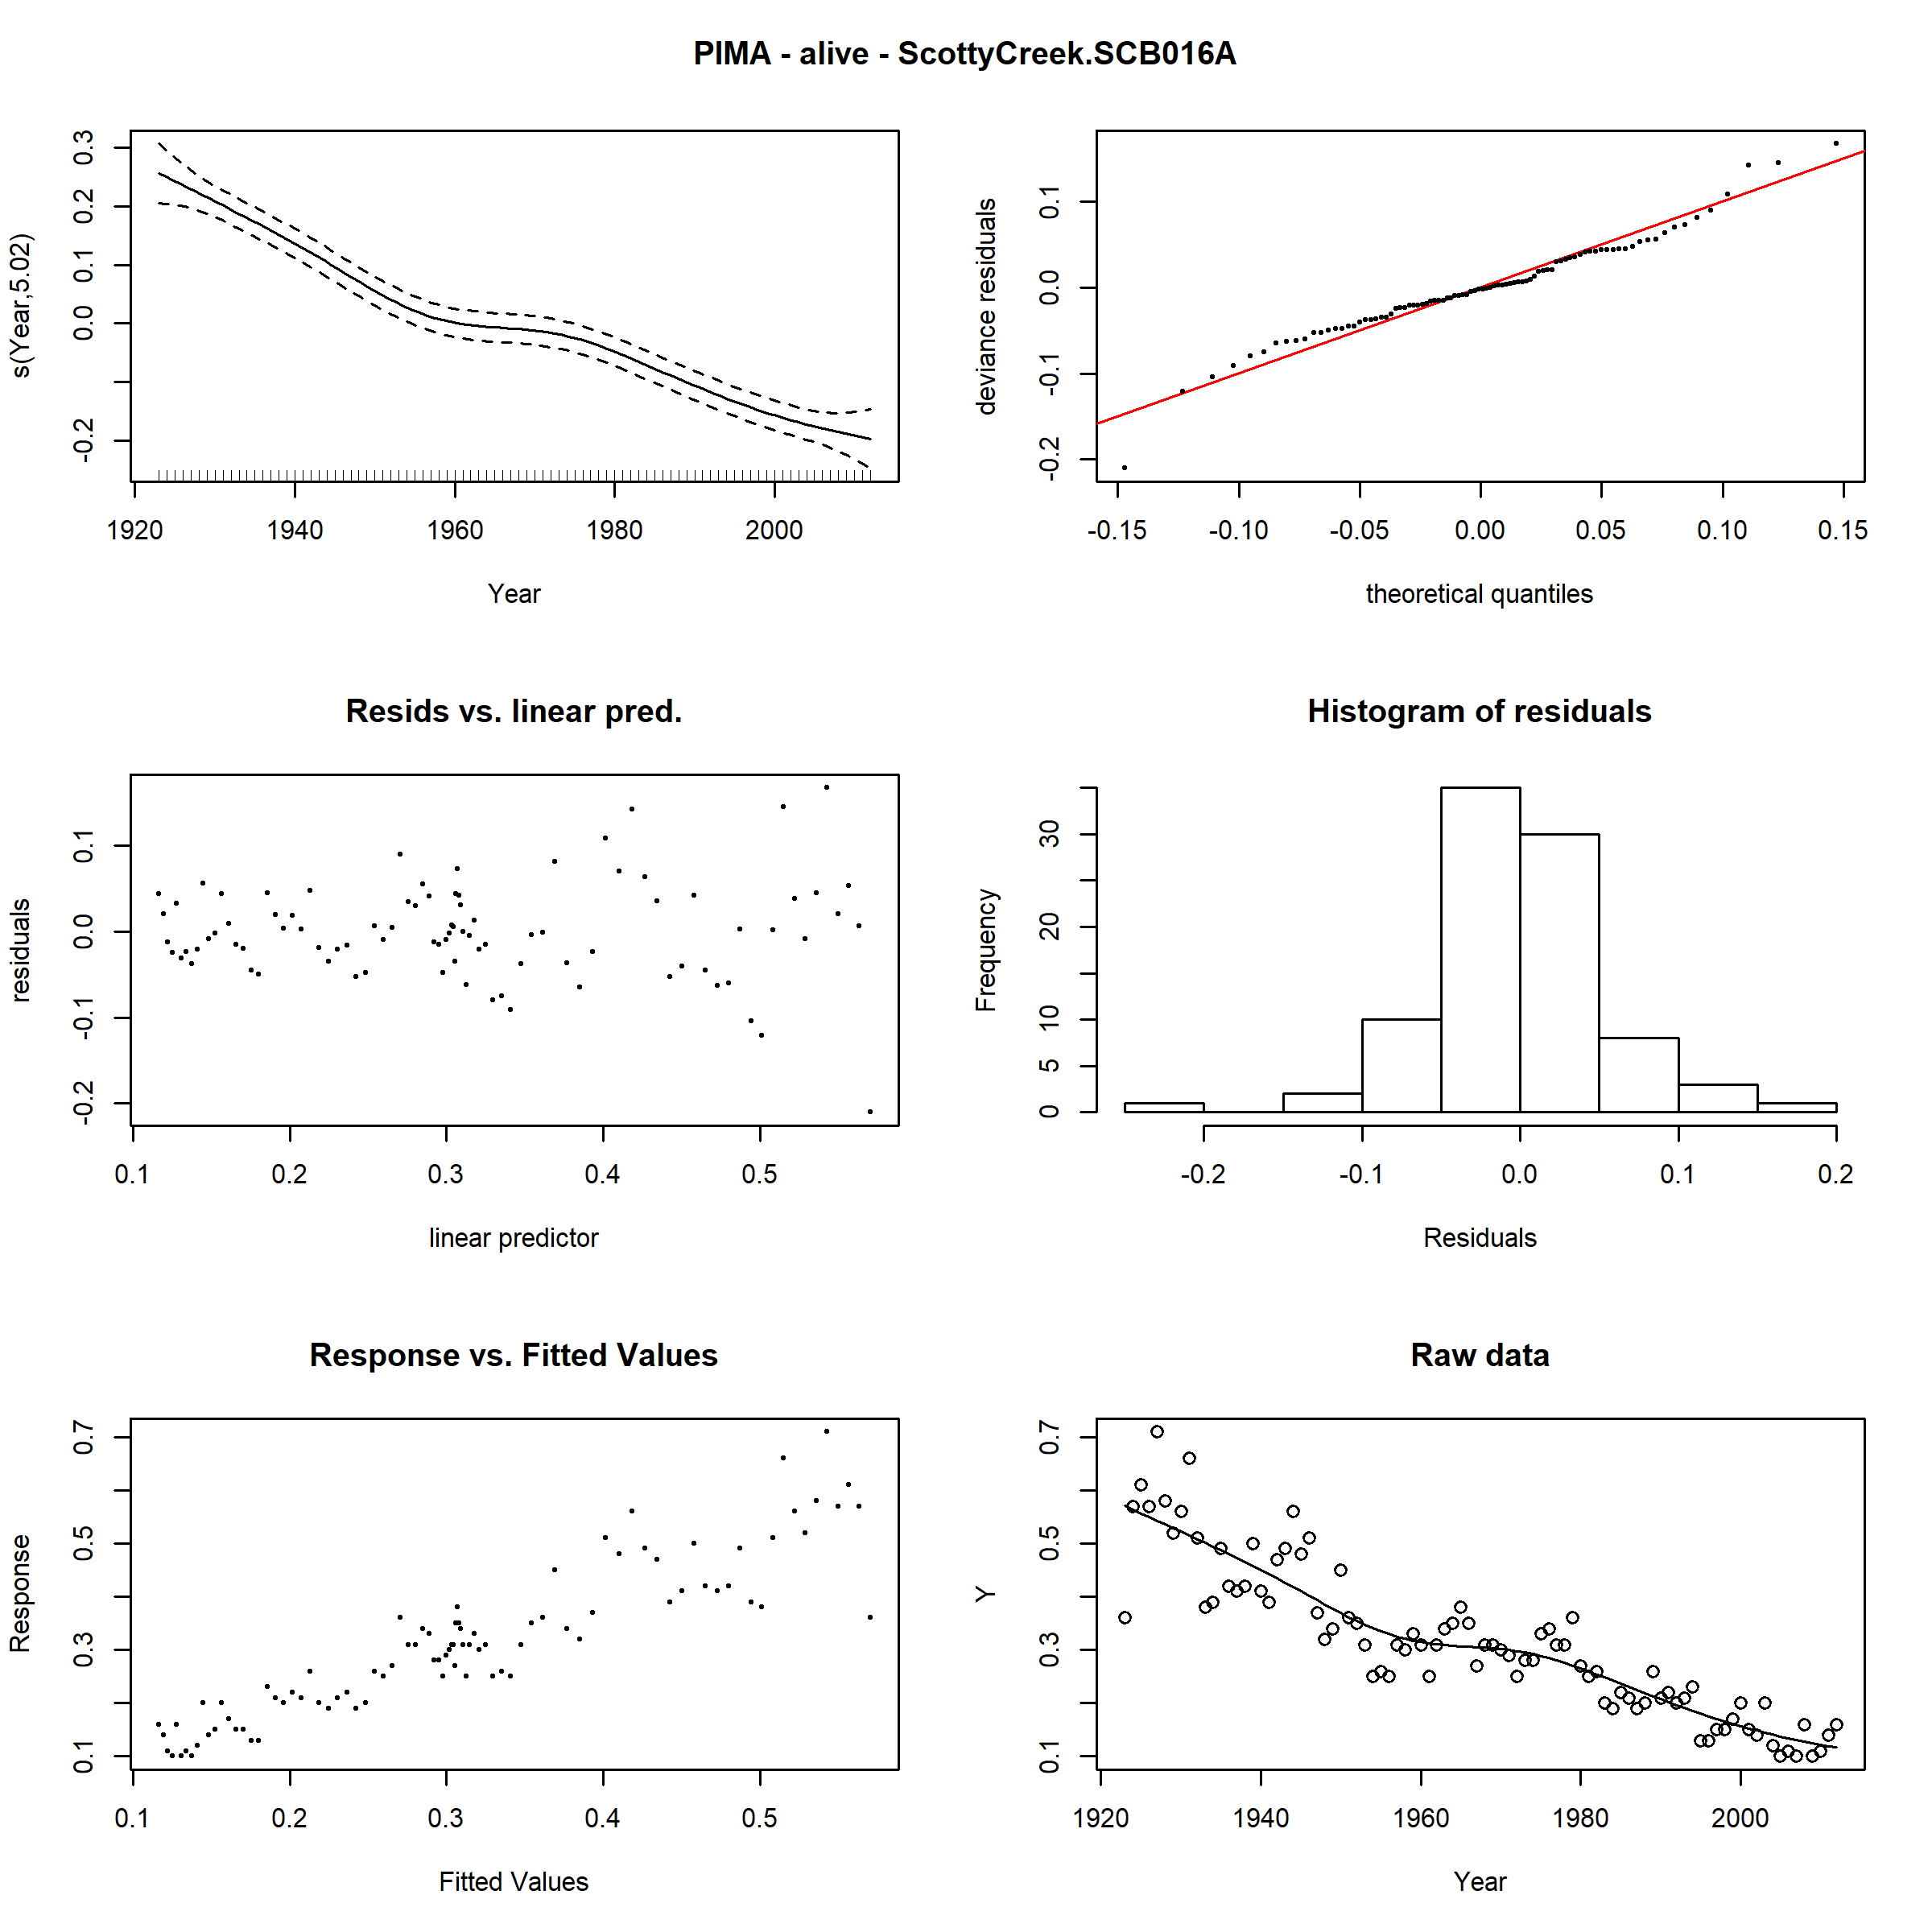 PIMA - alive - ScottyCreek.SCB016A
s(Year,5.02)
0.3
0.2
0.1
0.0
-0.2
1920 1940 1960 1980 2000
Year
deviance residuals
0.1
0.0
-0.1
-0.2
-0.15 -0.10 -0.05 0.00 0.05 0.10 0.15
theoretical quantiles
Resids vs. linear pred.
residuals
0.1
0.0
-0.1
-0.2
0.1 0.2 0.3 0.4 0.5
linear predictor
Histogram of residuals
Frequency
30
20
10
5
0
-0.2 -0.1 0.0 0.1 0.2
Residuals
Response vs. Fitted Values
Response
0.7
0.5
0.3
0.1
0.1 0.2 0.3 0.4 0.5
Fitted Values
Raw data
Y
0.7
0.5
0.3
0.1
1920 1940 1960 1980 2000
Year